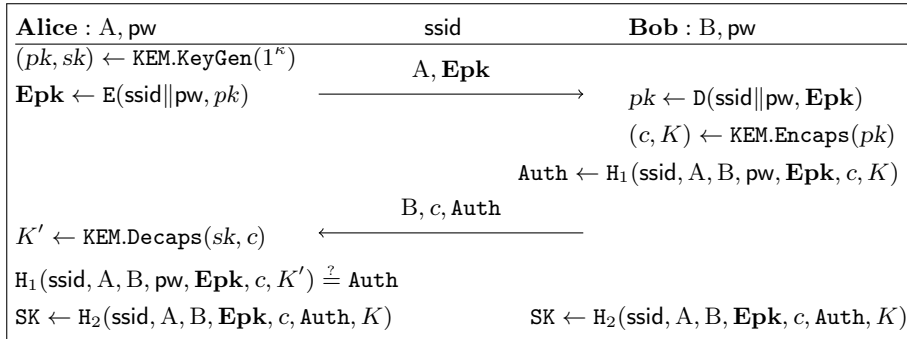 Alice : A, pw ssid Bob : B, pw
(pk, sk) ← KEM.KeyGen(1^κ)
A, Epk
Epk ← E(ssid‖pw, pk) pk ← D(ssid‖pw, Epk)
(c, K) ← KEM.Encaps(pk)
Auth ← H₁(ssid, A, B, pw, Epk, c, K)
B, c, Auth
K′ ← KEM.Decaps(sk, c)
H₁(ssid, A, B, pw, Epk, c, K′) ≟ Auth
SK ← H₂(ssid, A, B, Epk, c, Auth, K) SK ← H₂(ssid, A, B, Epk, c, Auth, K)